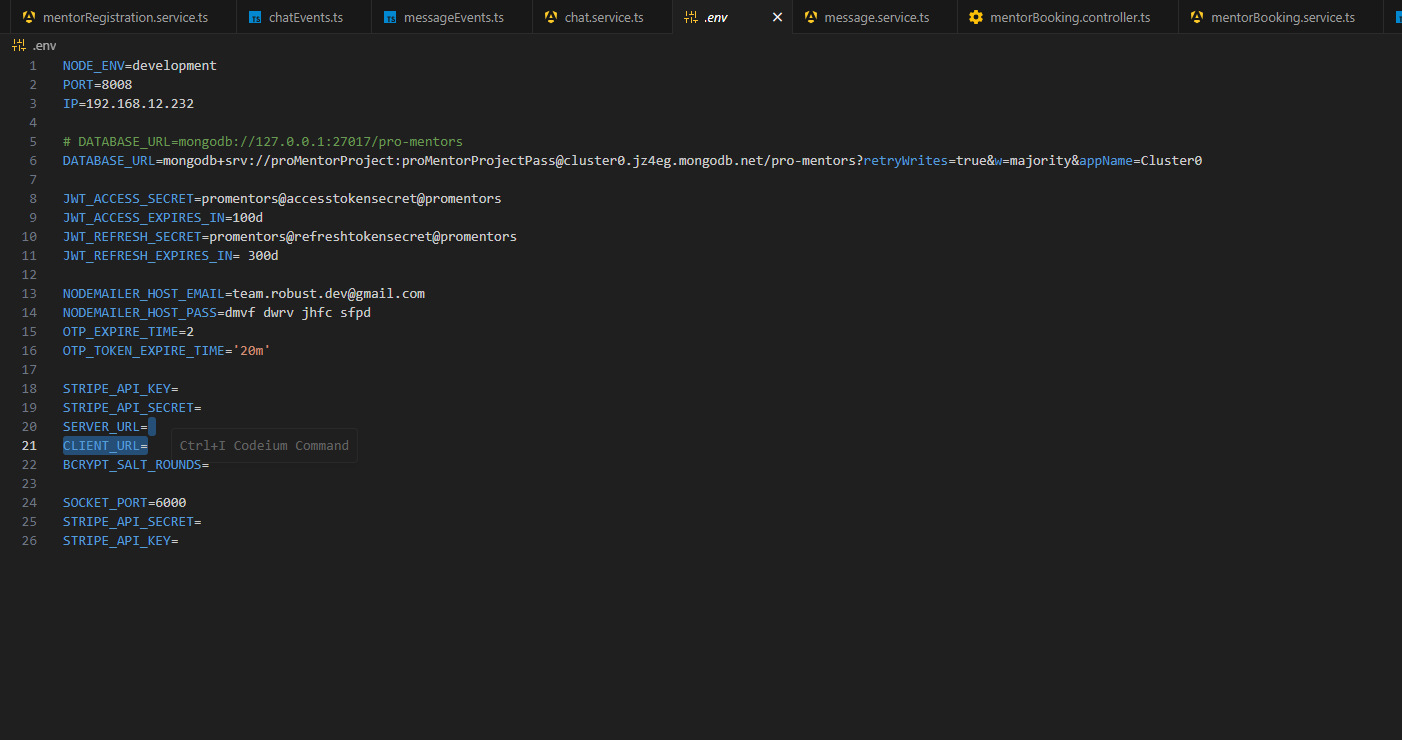 mentorRegistration.service.ts chatEvents.ts messageEvents.ts chat.service.ts .env message.service.ts mentorBooking.controller.ts mentorBooking.service.ts
.env
1 NODE_ENV=development
2 PORT=8008
3 IP=192.168.12.232
4
5 # DATABASE_URL=mongodb://127.0.0.1:27017/pro-mentors
6 DATABASE_URL=mongodb+srv://proMentorProject:proMentorProjectPass@cluster0.jz4eg.mongodb.net/pro-mentors?retryWrites=true&w=majority&appName=Cluster0
7
8 JWT_ACCESS_SECRET=promentors@accesstokensecret@promentors
9 JWT_ACCESS_EXPIRES_IN=100d
10 JWT_REFRESH_SECRET=promentors@refreshtokensecret@promentors
11 JWT_REFRESH_EXPIRES_IN= 300d
12
13 NODEMAILER_HOST_EMAIL=team.robust.dev@gmail.com
14 NODEMAILER_HOST_PASS=dmvf dwrv jhfc sfpd
15 OTP_EXPIRE_TIME=2
16 OTP_TOKEN_EXPIRE_TIME='20m'
17
18 STRIPE_API_KEY=
19 STRIPE_API_SECRET=
20 SERVER_URL=
21 CLIENT_URL= Ctrl+I Codeium Command
22 BCRYPT_SALT_ROUNDS=
23
24 SOCKET_PORT=6000
25 STRIPE_API_SECRET=
26 STRIPE_API_KEY=